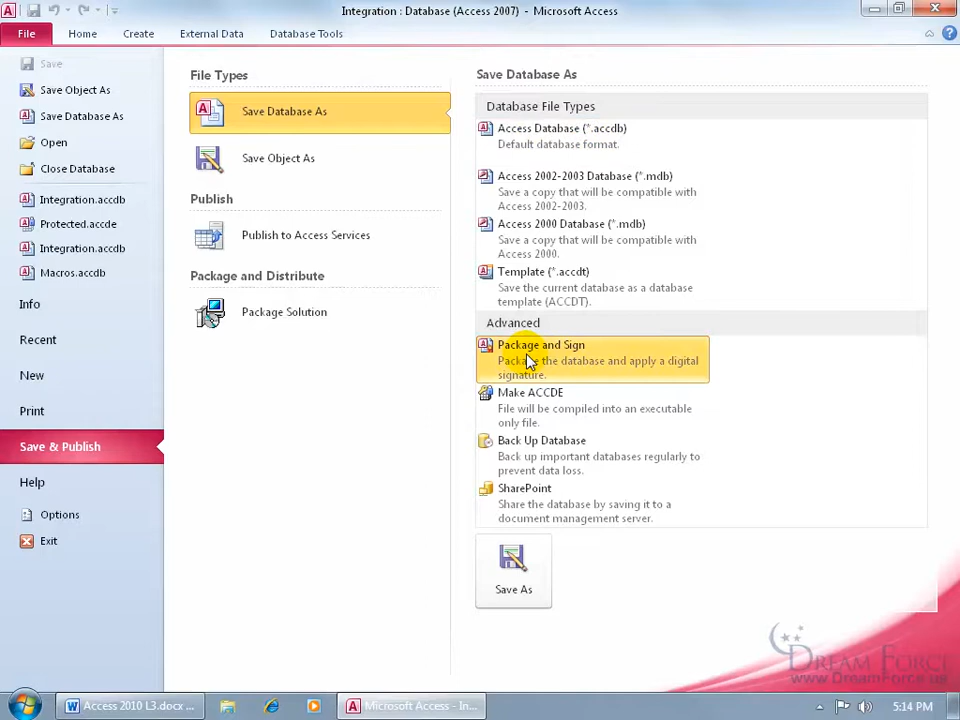 Integration : Database (Access 2007) - Microsoft Access
File Home Create External Data Database Tools
Save
Save Object As
Save Database As
Open
Close Database
Integration.accdb
Protected.accde
Integration.accdb
Macros.accdb
Info
Recent
New
Print
Save & Publish
Help
Options
Exit
File Types
Save Database As
Save Object As
Publish
Publish to Access Services
Package and Distribute
Package Solution
Save Database As
Database File Types
Access Database (*.accdb)
Default database format.
Access 2002-2003 Database (*.mdb)
Save a copy that will be compatible with
Access 2002-2003.
Access 2000 Database (*.mdb)
Save a copy that will be compatible with
Access 2000.
Template (*.accdt)
Save the current database as a database
template (ACCDT).
Advanced
Package and Sign
Package the database and apply a digital
signature.
Make ACCDE
File will be compiled into an executable
only file.
Back Up Database
Back up important databases regularly to
prevent data loss.
SharePoint
Share the database by saving it to a
document management server.
Save As
Dream Force
www.DreamForce.us
Access 2010 L3.docx ...
Microsoft Access - In...
5:14 PM